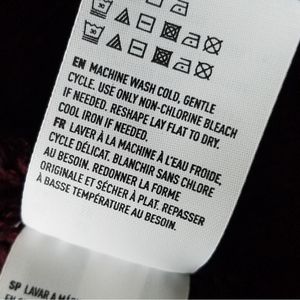 30
30
EN MACHINE WASH COLD, GENTLE
CYCLE. USE ONLY NON-CHLORINE BLEACH
IF NEEDED. RESHAPE LAY FLAT TO DRY.
COOL IRON IF NEEDED.
FR LAVER À LA MACHINE À L'EAU FROIDE,
CYCLE DÉLICAT. BLANCHIR SANS CHLORE
AU BESOIN. REDONNER LA FORME
ORIGINALE ET SÉCHER À PLAT. REPASSER
À BASSE TEMPÉRATURE AU BESOIN.
SP LAVAR A